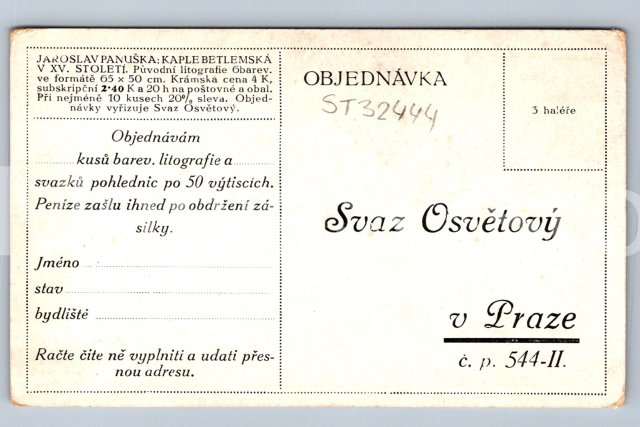 JAROSLAV PANUŠKA: KAPLE BETLEMSKÁ
V XV. STOLETÍ. Původní litografie 6barev.
ve formátě 65 × 50 cm. Krámská cena 4 K,
subskripční 2·40 K a 20 h na poštovné a obal.
Při nejméně 10 kusech 20% sleva. Objed-
návky vyřizuje Svaz Osvětový.
Objednávám
kusů barev. litografie a
svazků pohlednic po 50 výtiscích.
Peníze zašlu ihned po obdržení zá-
silky.
Jméno
stav
bydliště
Račte čite ně vyplniti a udati přes-
nou adresu.
OBJEDNÁVKA
ST32444
3 haléře
Svaz Osvětový
v Praze
č. p. 544-II.